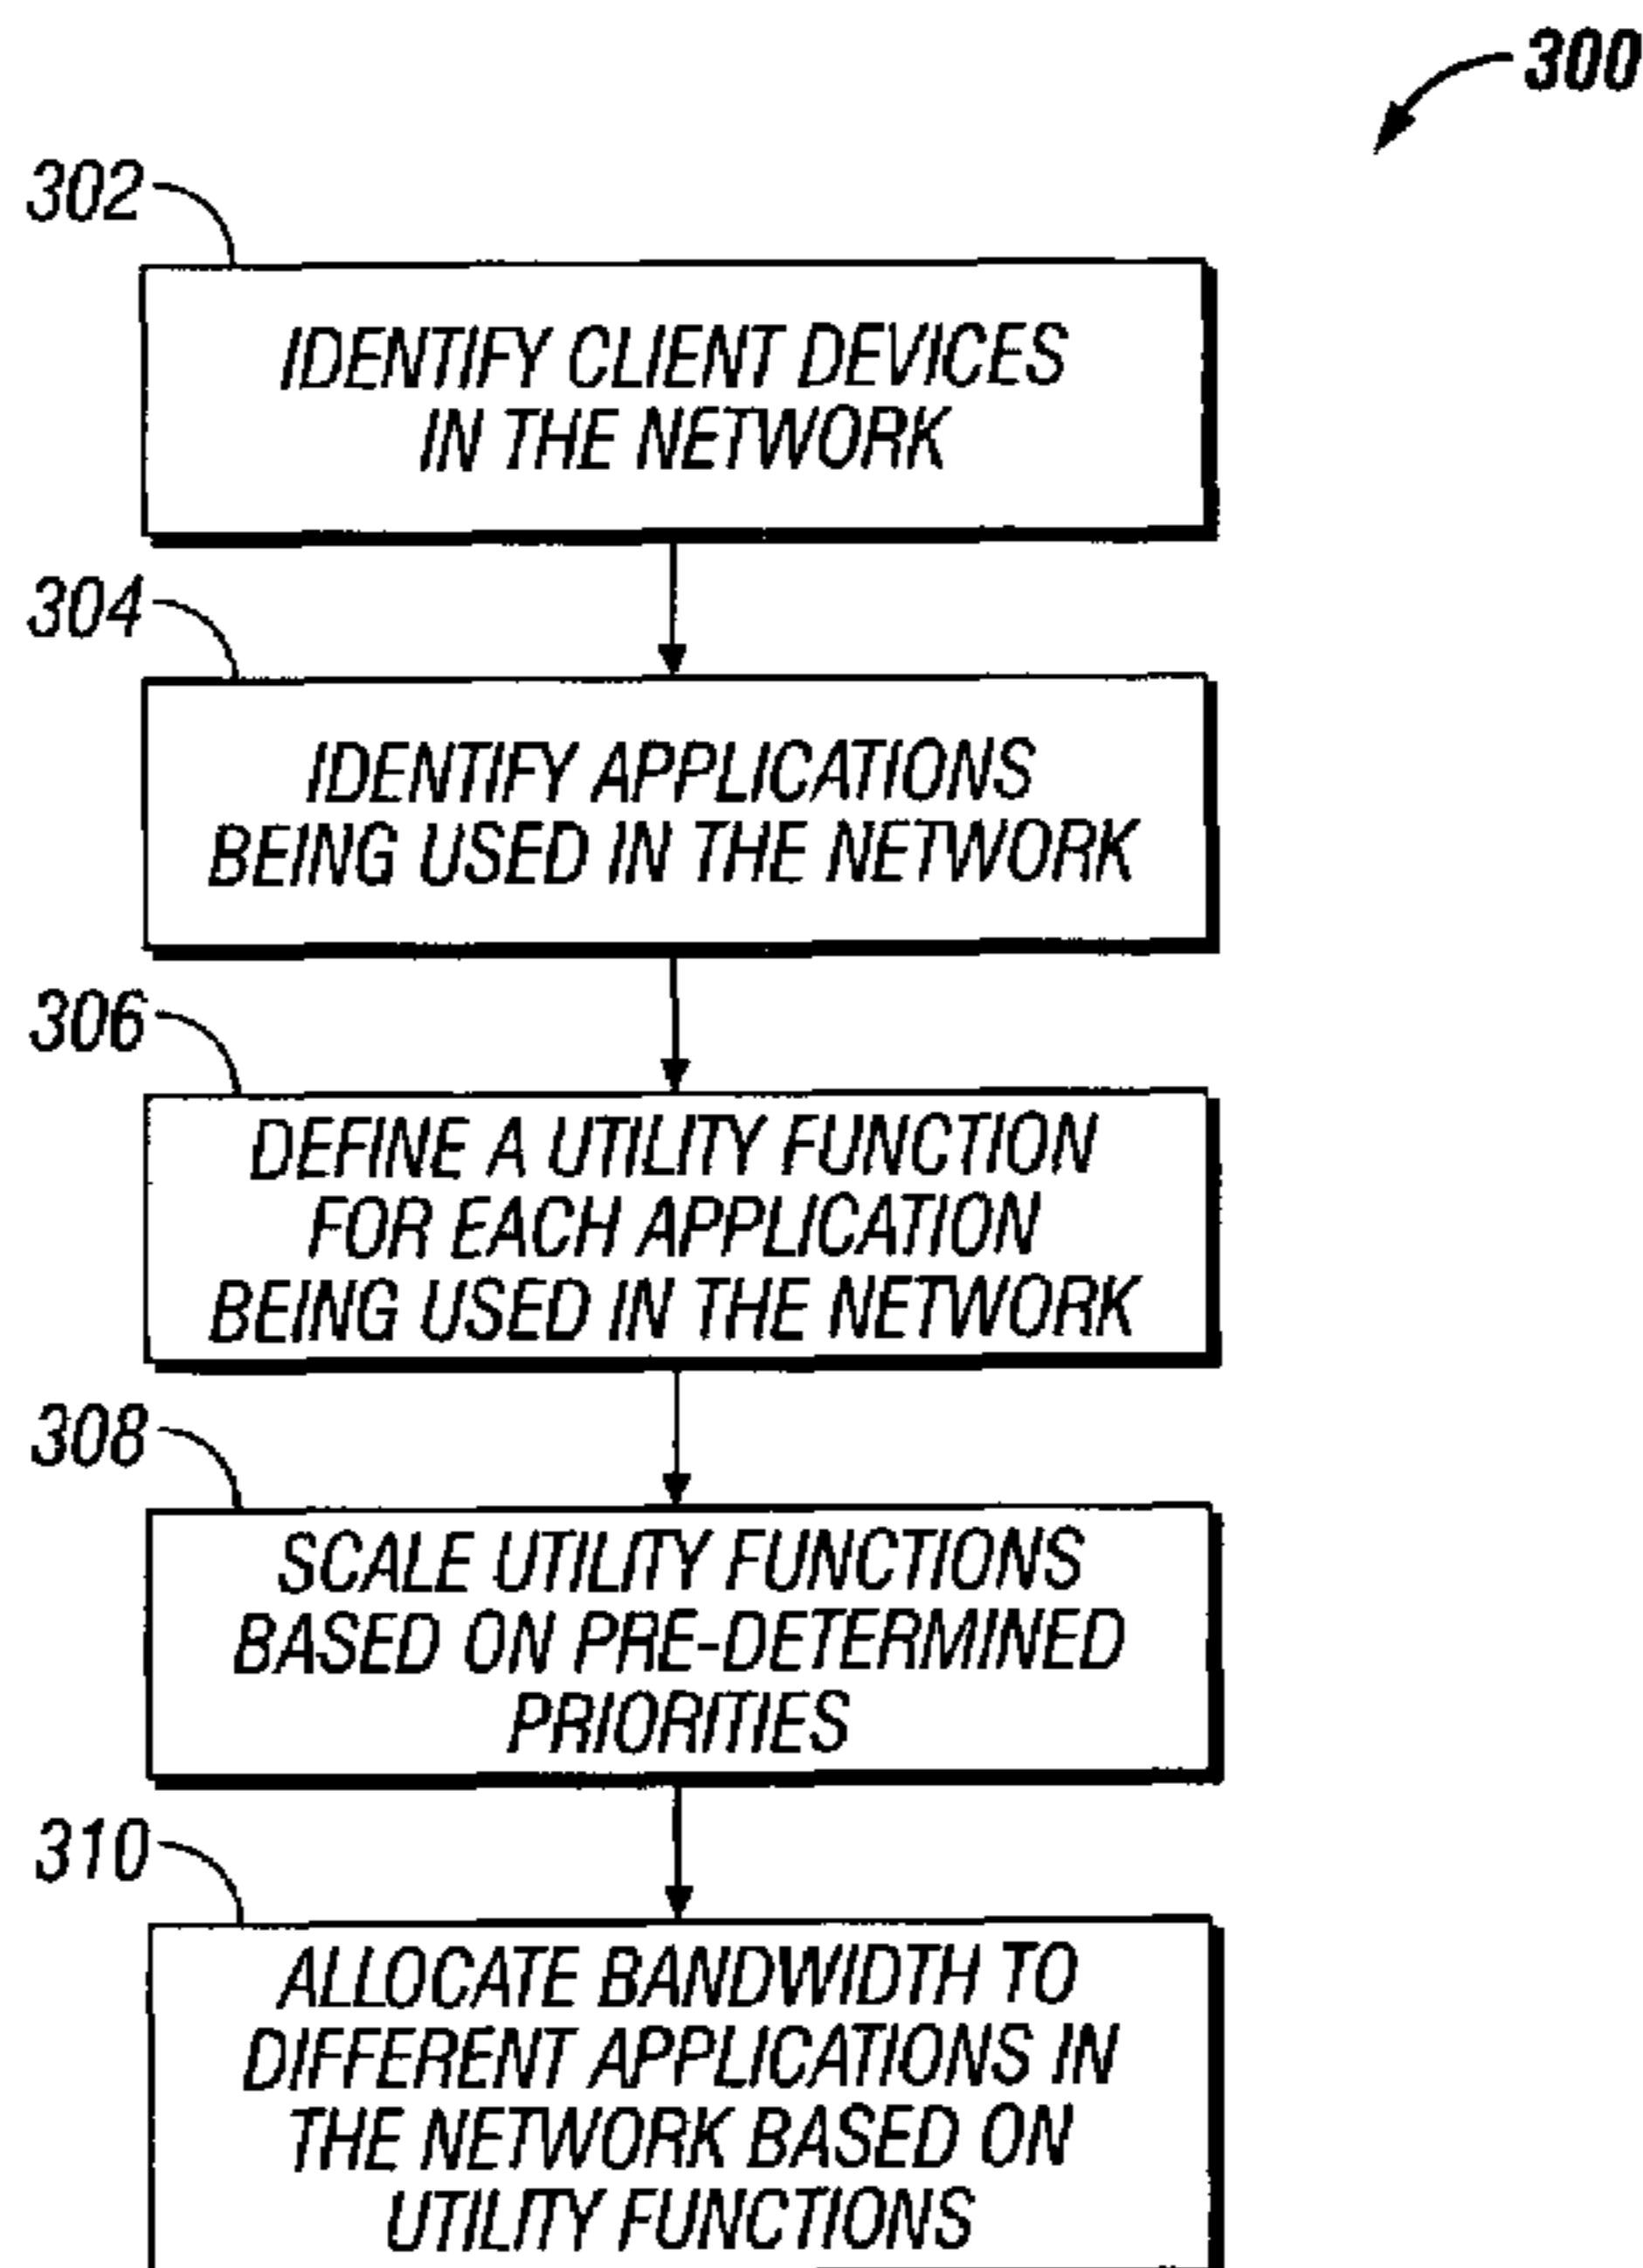 300
302
IDENTIFY CLIENT DEVICES
IN THE NETWORK
304
IDENTIFY APPLICATIONS
BEING USED IN THE NETWORK
306
DEFINE A UTILITY FUNCTION
FOR EACH APPLICATION
BEING USED IN THE NETWORK
308
SCALE UTILITY FUNCTIONS
BASED ON PRE-DETERMINED
PRIORITIES
310
ALLOCATE BANDWIDTH TO
DIFFERENT APPLICATIONS IN
THE NETWORK BASED ON
UTILITY FUNCTIONS